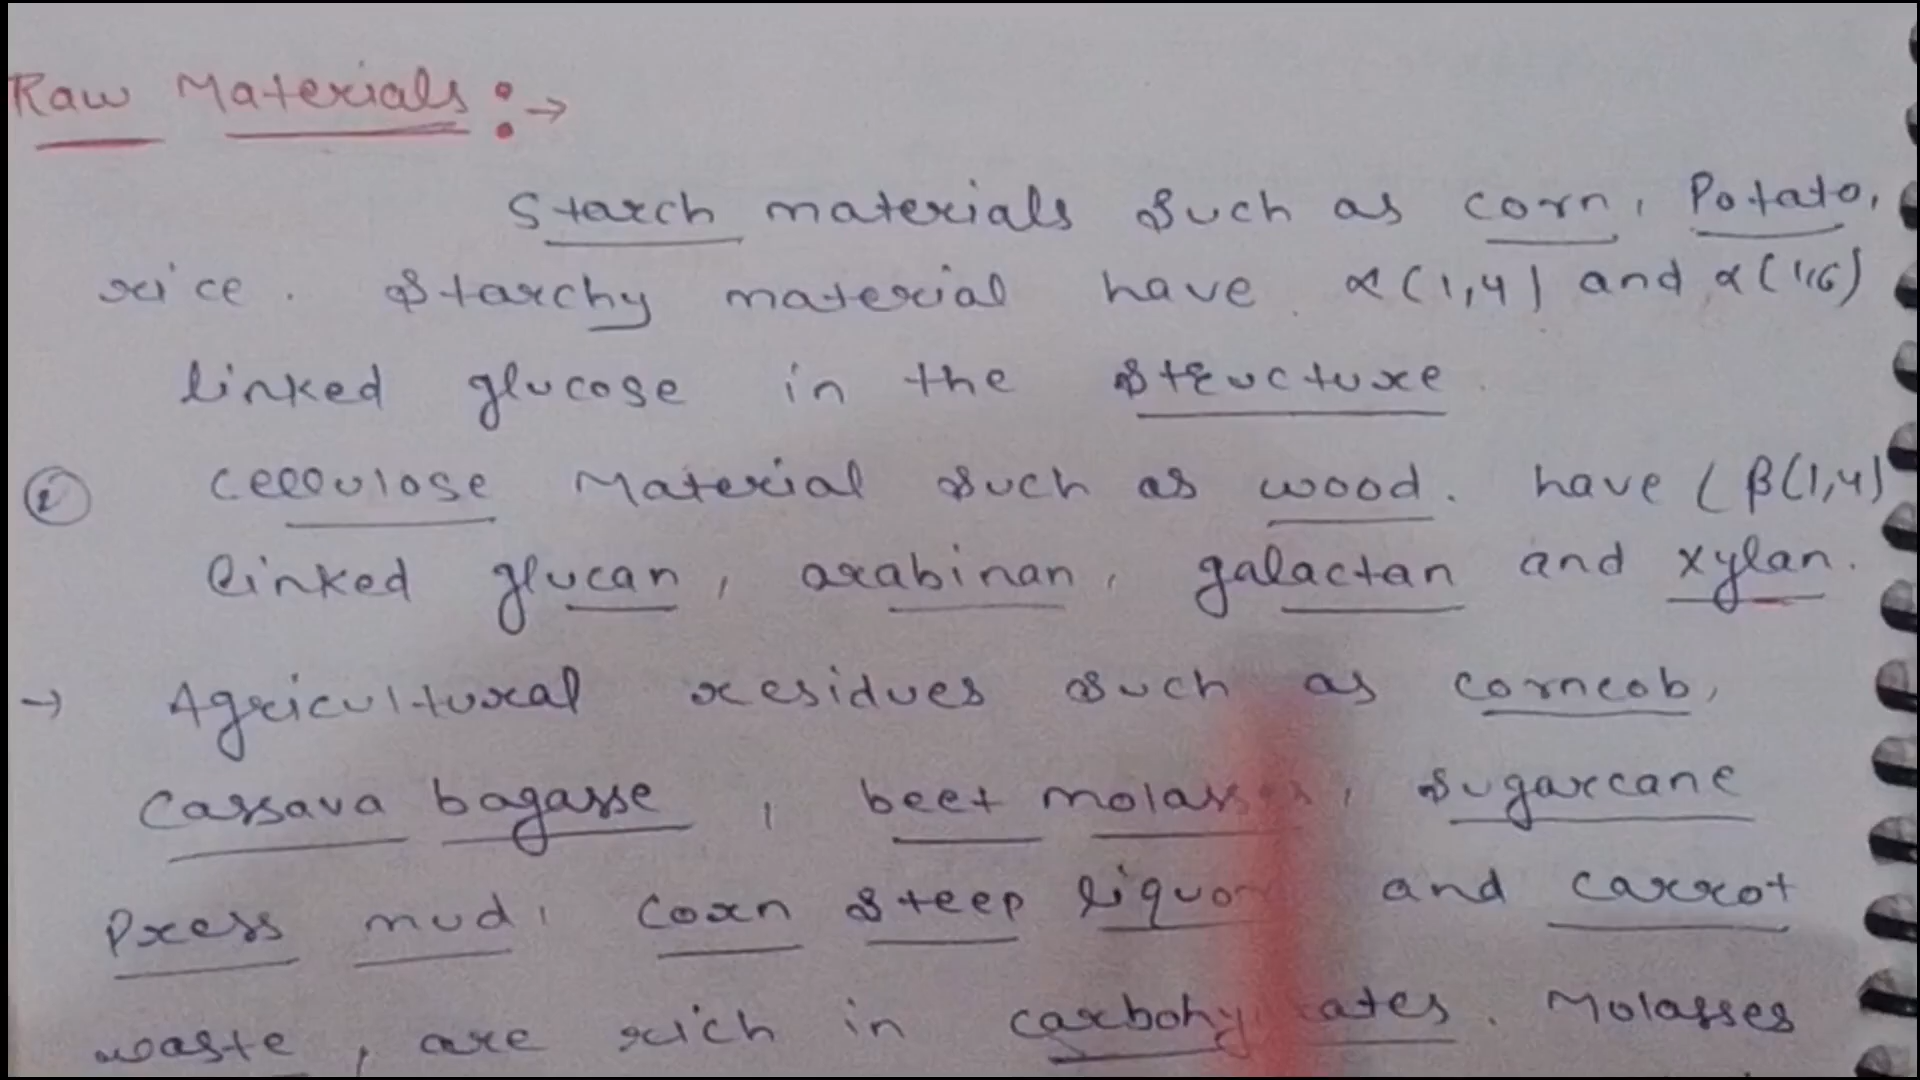 Raw Materials :→
Starch materials such as corn, Potato,
rice. Starchy material have α(1,4) and α(1,6)
linked glucose in the structure.
② cellulose Material such as wood. have (β(1,4)
linked glucan, arabinan, galactan and xylan.
→ Agricultural residues such as corncob,
Cassava bagasse, beet molasses, sugarcane
Press mud, Corn steep liquor and carrot
waste, are rich in carbohydrates. Molasses